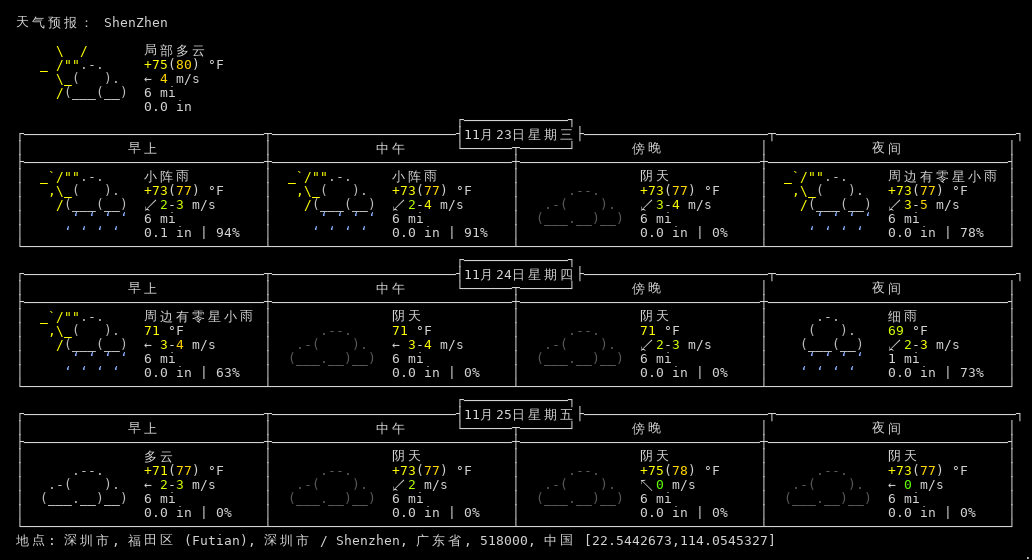 天气预报： ShenZhen
局部多云
+75(80) °F
← 4 m/s
6 mi
0.0 in
11月23日星期三
早上 中午 傍晚 夜间
小阵雨 小阵雨 阴天 周边有零星小雨
+73(77) °F +73(77) °F +73(77) °F +73(77) °F
↙2-3 m/s ↙2-4 m/s ↙3-4 m/s ↙3-5 m/s
6 mi 6 mi 6 mi 6 mi
0.1 in | 94% 0.0 in | 91% 0.0 in | 0% 0.0 in | 78%
11月24日星期四
早上 中午 傍晚 夜间
周边有零星小雨 阴天 阴天 细雨
71 °F 71 °F 71 °F 69 °F
← 3-4 m/s ← 3-4 m/s ↙2-3 m/s ↙2-3 m/s
6 mi 6 mi 6 mi 1 mi
0.0 in | 63% 0.0 in | 0% 0.0 in | 0% 0.0 in | 73%
11月25日星期五
早上 中午 傍晚 夜间
多云 阴天 阴天 阴天
+71(77) °F +73(77) °F +75(78) °F +73(77) °F
← 2-3 m/s ↙2 m/s ↖0 m/s ← 0 m/s
6 mi 6 mi 6 mi 6 mi
0.0 in | 0% 0.0 in | 0% 0.0 in | 0% 0.0 in | 0%
地点: 深圳市, 福田区 (Futian), 深圳市 / Shenzhen, 广东省, 518000, 中国 [22.5442673,114.0545327]